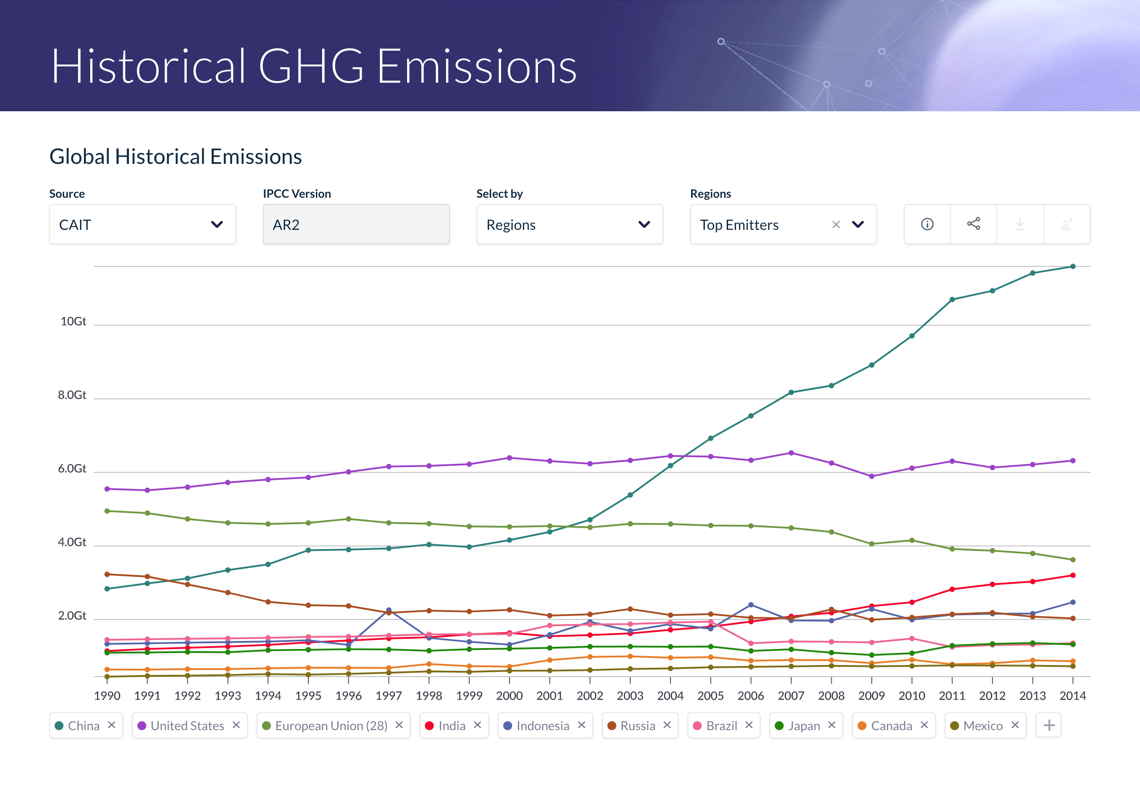 Historical GHG Emissions
Global Historical Emissions
Source
IPCC Version
Select by
Regions
CAIT
AR2
Regions
Top Emitters
10Gt
8.0Gt
6.0Gt
4.0Gt
2.0Gt
1990 1991 1992 1993 1994 1995 1996 1997 1998 1999 2000 2001 2002 2003 2004 2005 2006 2007 2008 2009 2010 2011 2012 2013 2014
China United States European Union (28) India Indonesia Russia Brazil Japan Canada Mexico